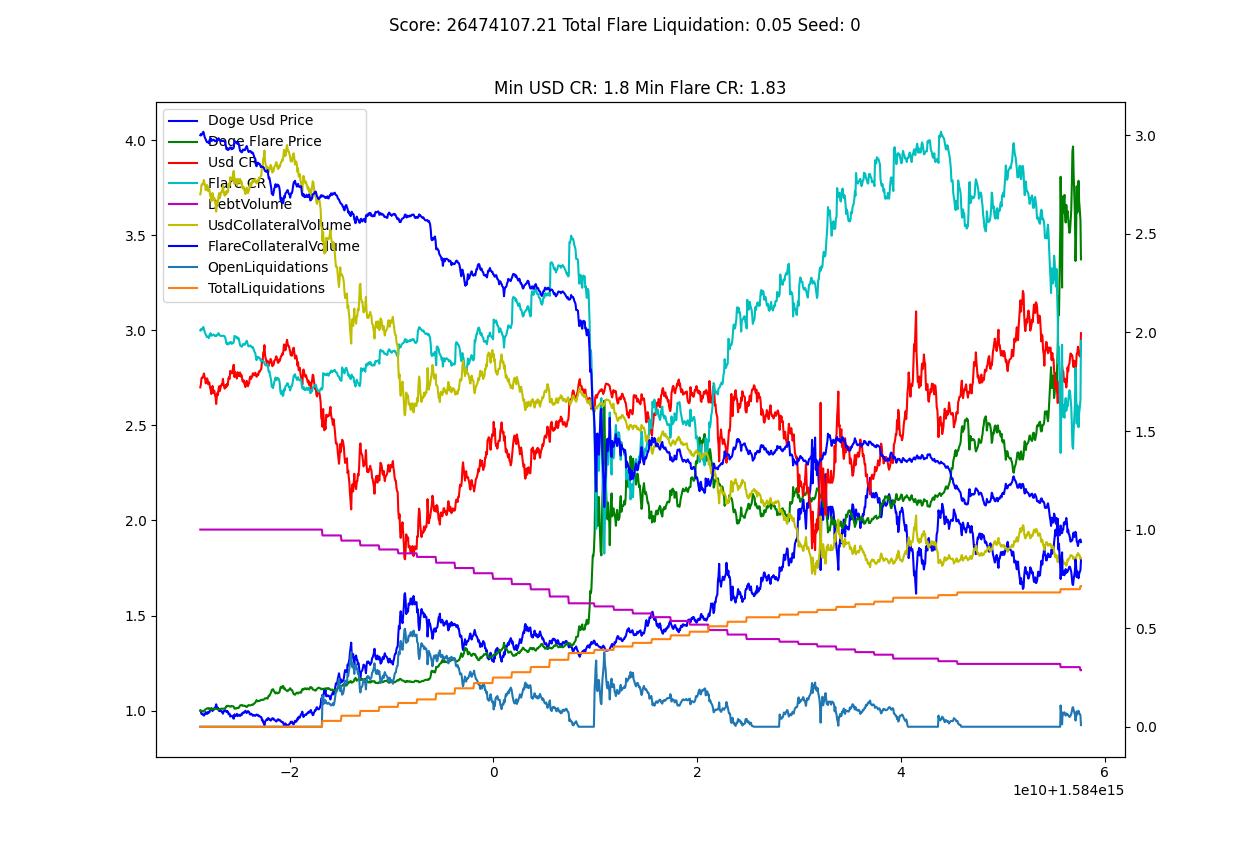 Score: 26474107.21 Total Flare Liquidation: 0.05 Seed: 0
Min USD CR: 1.8 Min Flare CR: 1.83
Doge Usd Price
Doge Flare Price
Usd CR
Flare CR
DebtVolume
UsdCollateralVolume
FlareCollateralVolume
OpenLiquidations
TotalLiquidations
4.0
3.5
3.0
2.5
2.0
1.5
1.0
3.0
2.5
2.0
1.5
1.0
0.5
0.0
−2
0
2
4
6
1e10+1.584e15